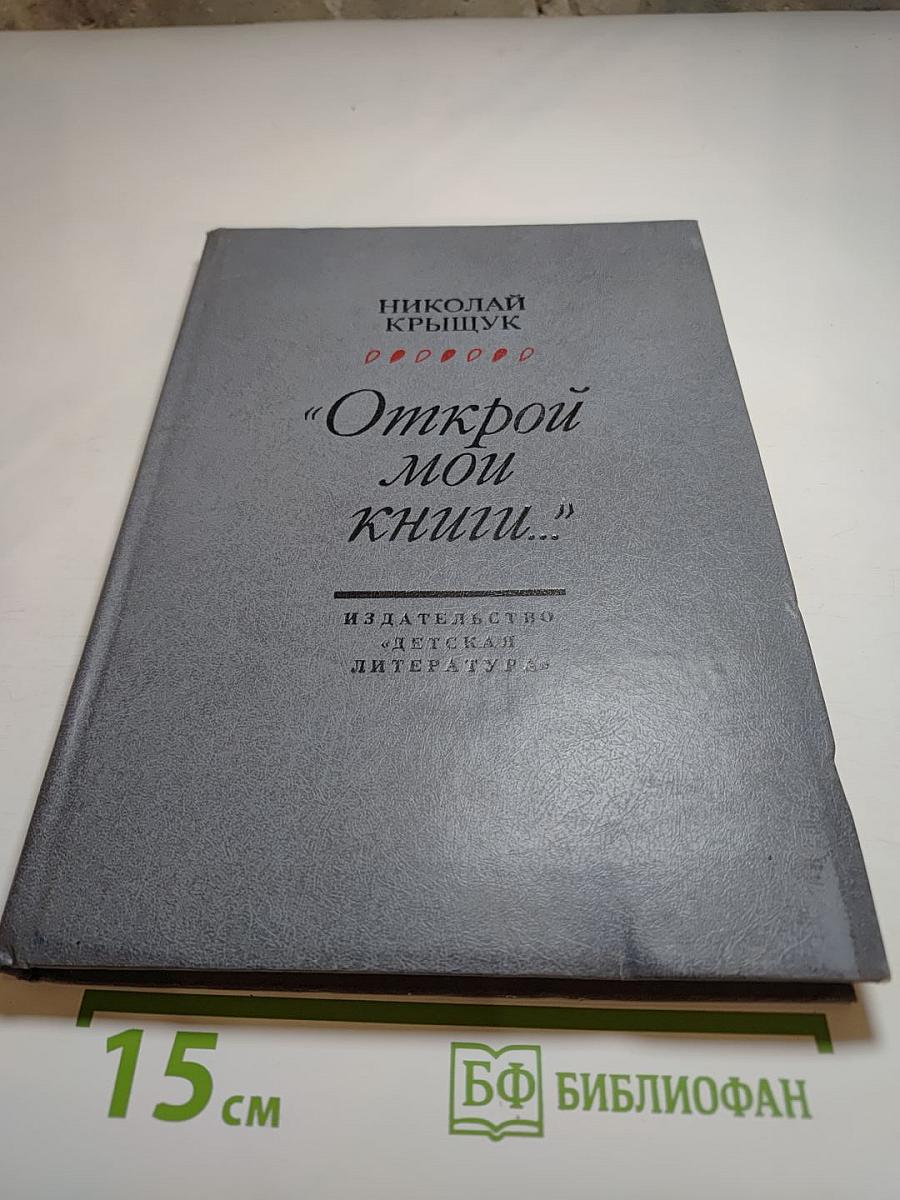 НИКОЛАЙ
КРЫЩУК
«Открой
мои
книги...»
ИЗДАТЕЛЬСТВО
«ДЕТСКАЯ
ЛИТЕРАТУРА»
15 см
БФ БИБЛИОФАН